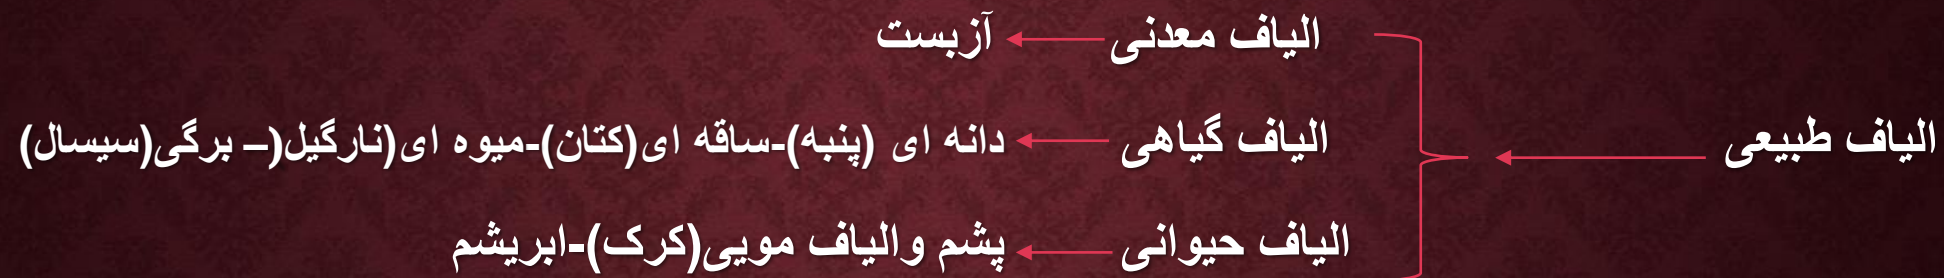 الیاف طبیعی
الیاف معدنی آزبست
الیاف گیاهی دانه ای (پنبه)-ساقه ای(کتان)-میوه ای(نارگیل(– برگی(سیسال)
الیاف حیوانی پشم والیاف مویی(کرک)-ابریشم